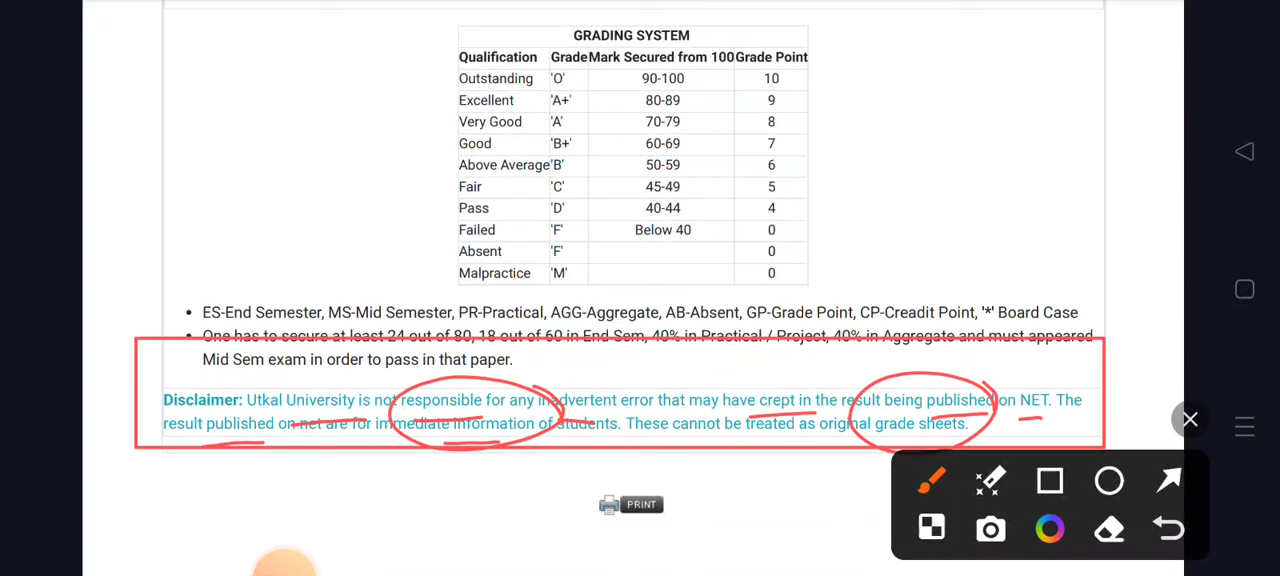 GRADING SYSTEM
Qualification Grade Mark Secured from 100 Grade Point
Outstanding 'O' 90-100 10
Excellent 'A+' 80-89 9
Very Good 'A' 70-79 8
Good 'B+' 60-69 7
Above Average 'B' 50-59 6
Fair 'C' 45-49 5
Pass 'D' 40-44 4
Failed 'F' Below 40 0
Absent 'F' 0
Malpractice 'M' 0
• ES-End Semester, MS-Mid Semester, PR-Practical, AGG-Aggregate, AB-Absent, GP-Grade Point, CP-Creadit Point, '*' Board Case
• One has to secure at least 24 out of 80, 18 out of 60 in End Sem, 40% in Practical / Project, 40% in Aggregate and must appeared
Mid Sem exam in order to pass in that paper.
Disclaimer: Utkal University is not responsible for any inadvertent error that may have crept in the result being published on NET. The
result published on net are for immediate information of students. These cannot be treated as original grade sheets.
PRINT